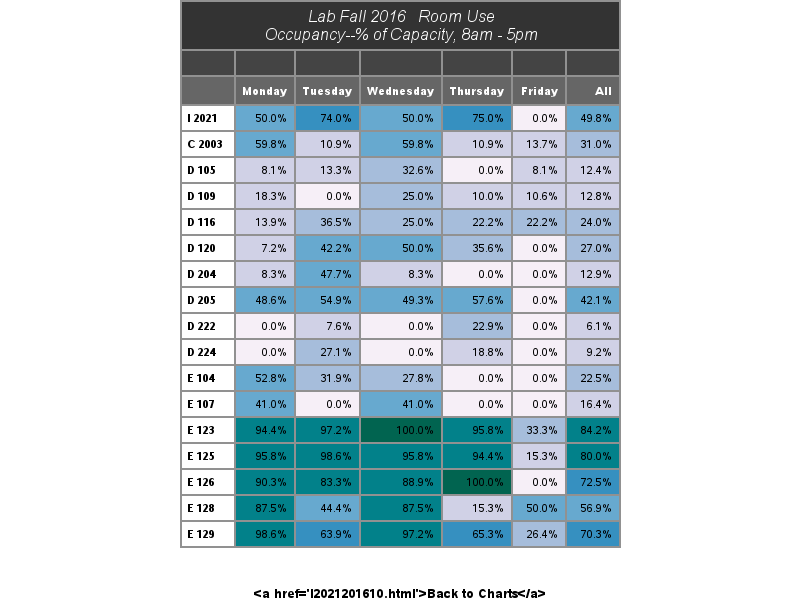 Lab Fall 2016 Room Use
Occupancy--% of Capacity, 8am - 5pm
Monday Tuesday Wednesday Thursday Friday All
I 2021 50.0% 74.0% 50.0% 75.0% 0.0% 49.8%
C 2003 59.8% 10.9% 59.8% 10.9% 13.7% 31.0%
D 105 8.1% 13.3% 32.6% 0.0% 8.1% 12.4%
D 109 18.3% 0.0% 25.0% 10.0% 10.6% 12.8%
D 116 13.9% 36.5% 25.0% 22.2% 22.2% 24.0%
D 120 7.2% 42.2% 50.0% 35.6% 0.0% 27.0%
D 204 8.3% 47.7% 8.3% 0.0% 0.0% 12.9%
D 205 48.6% 54.9% 49.3% 57.6% 0.0% 42.1%
D 222 0.0% 7.6% 0.0% 22.9% 0.0% 6.1%
D 224 0.0% 27.1% 0.0% 18.8% 0.0% 9.2%
E 104 52.8% 31.9% 27.8% 0.0% 0.0% 22.5%
E 107 41.0% 0.0% 41.0% 0.0% 0.0% 16.4%
E 123 94.4% 97.2% 100.0% 95.8% 33.3% 84.2%
E 125 95.8% 98.6% 95.8% 94.4% 15.3% 80.0%
E 126 90.3% 83.3% 88.9% 100.0% 0.0% 72.5%
E 128 87.5% 44.4% 87.5% 15.3% 50.0% 56.9%
E 129 98.6% 63.9% 97.2% 65.3% 26.4% 70.3%
<a href='I2021201610.html'>Back to Charts</a>